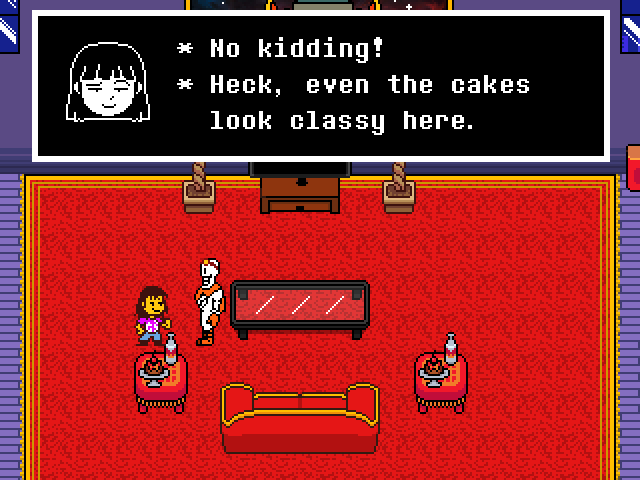 * No kidding!
* Heck, even the cakes
look classy here.